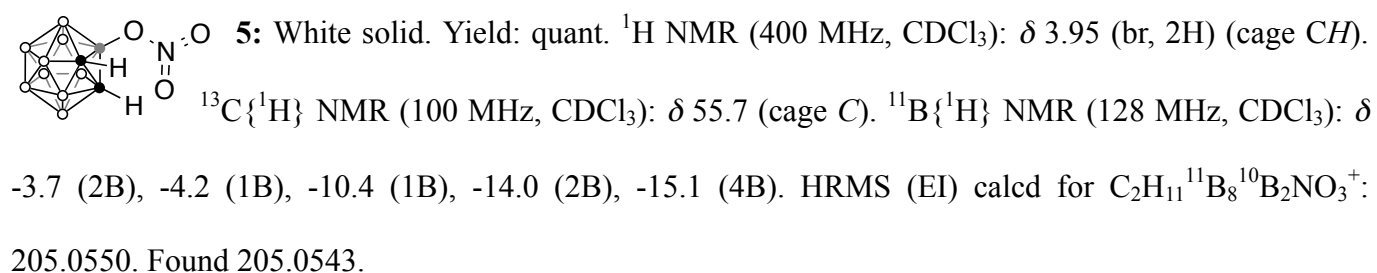 O N O O H H 5: White solid. Yield: quant. ¹H NMR (400 MHz, CDCl₃): δ 3.95 (br, 2H) (cage CH).
¹³C{¹H} NMR (100 MHz, CDCl₃): δ 55.7 (cage C). ¹¹B{¹H} NMR (128 MHz, CDCl₃): δ
-3.7 (2B), -4.2 (1B), -10.4 (1B), -14.0 (2B), -15.1 (4B). HRMS (EI) calcd for C₂H₁₁¹¹B₈¹⁰B₂NO₃⁺:
205.0550. Found 205.0543.